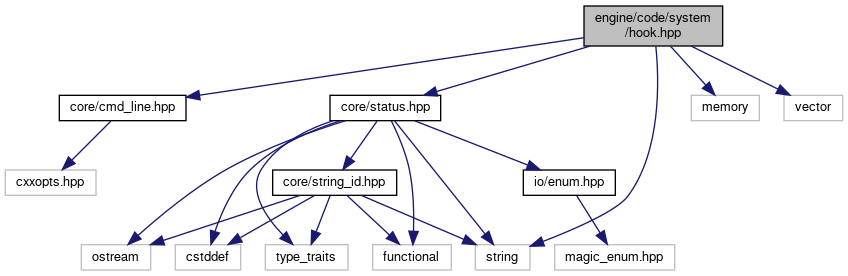 engine/code/system
/hook.hpp
core/cmd_line.hpp
core/status.hpp
memory
vector
cxxopts.hpp
core/string_id.hpp
io/enum.hpp
ostream
cstddef
type_traits
functional
string
magic_enum.hpp